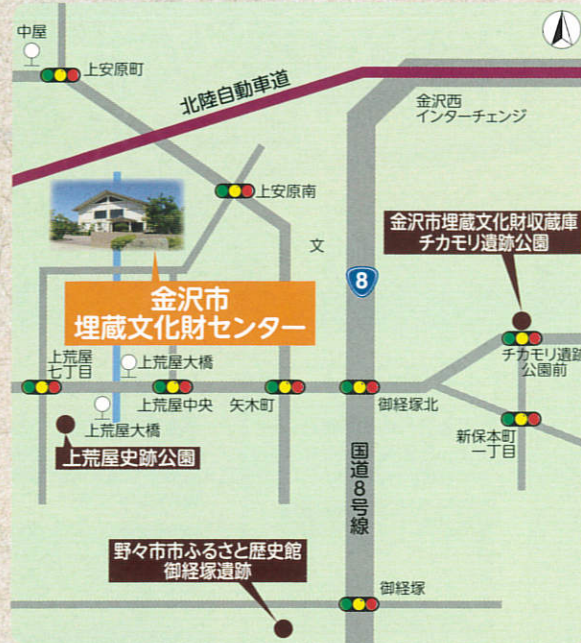 中屋
上安原町
北陸自動車道
金沢西
インターチェンジ
上安原南
文
金沢市埋蔵文化財収蔵庫
チカモリ遺跡公園
8
金沢市
埋蔵文化財センター
上荒屋
七丁目
上荒屋大橋
チカモリ遺跡
公園前
上荒屋中央
矢木町
御経塚北
上荒屋大橋
新保本町
一丁目
上荒屋史跡公園
国道8号線
野々市市ふるさと歴史館
御経塚遺跡
御経塚